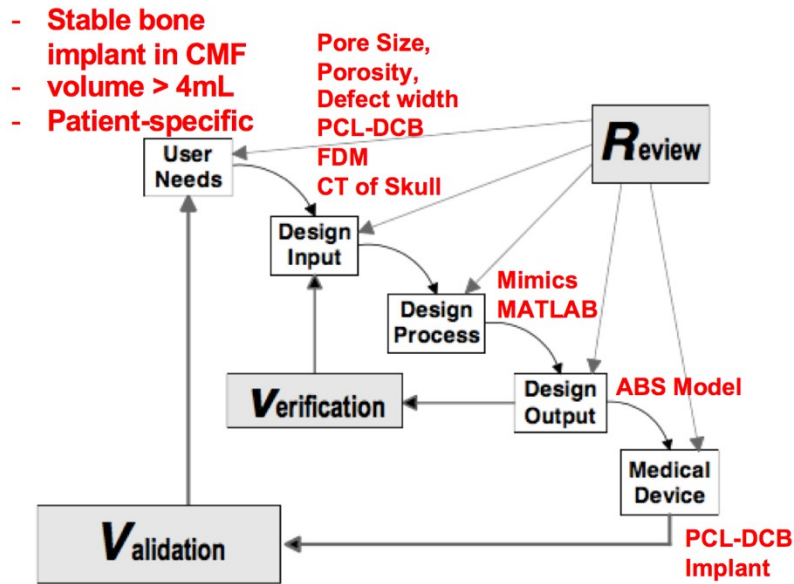 - Stable bone
implant in CMF
- volume > 4mL
- Patient-specific
Pore Size,
Porosity,
Defect width
PCL-DCB
FDM
CT of Skull
Review
User
Needs
Design
Input
Mimics
MATLAB
Design
Process
Verification
Design
Output
ABS Model
Medical
Device
Validation
PCL-DCB
Implant